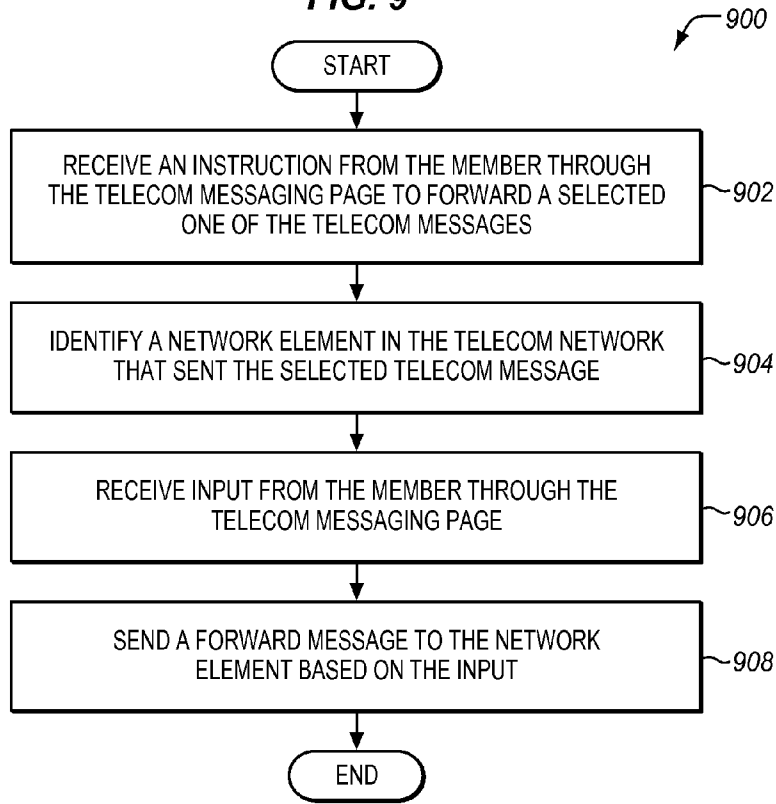 FIG. 9
900
START
RECEIVE AN INSTRUCTION FROM THE MEMBER THROUGH
THE TELECOM MESSAGING PAGE TO FORWARD A SELECTED
ONE OF THE TELECOM MESSAGES
902
IDENTIFY A NETWORK ELEMENT IN THE TELECOM NETWORK
THAT SENT THE SELECTED TELECOM MESSAGE
904
RECEIVE INPUT FROM THE MEMBER THROUGH THE
TELECOM MESSAGING PAGE
906
SEND A FORWARD MESSAGE TO THE NETWORK
ELEMENT BASED ON THE INPUT
908
END